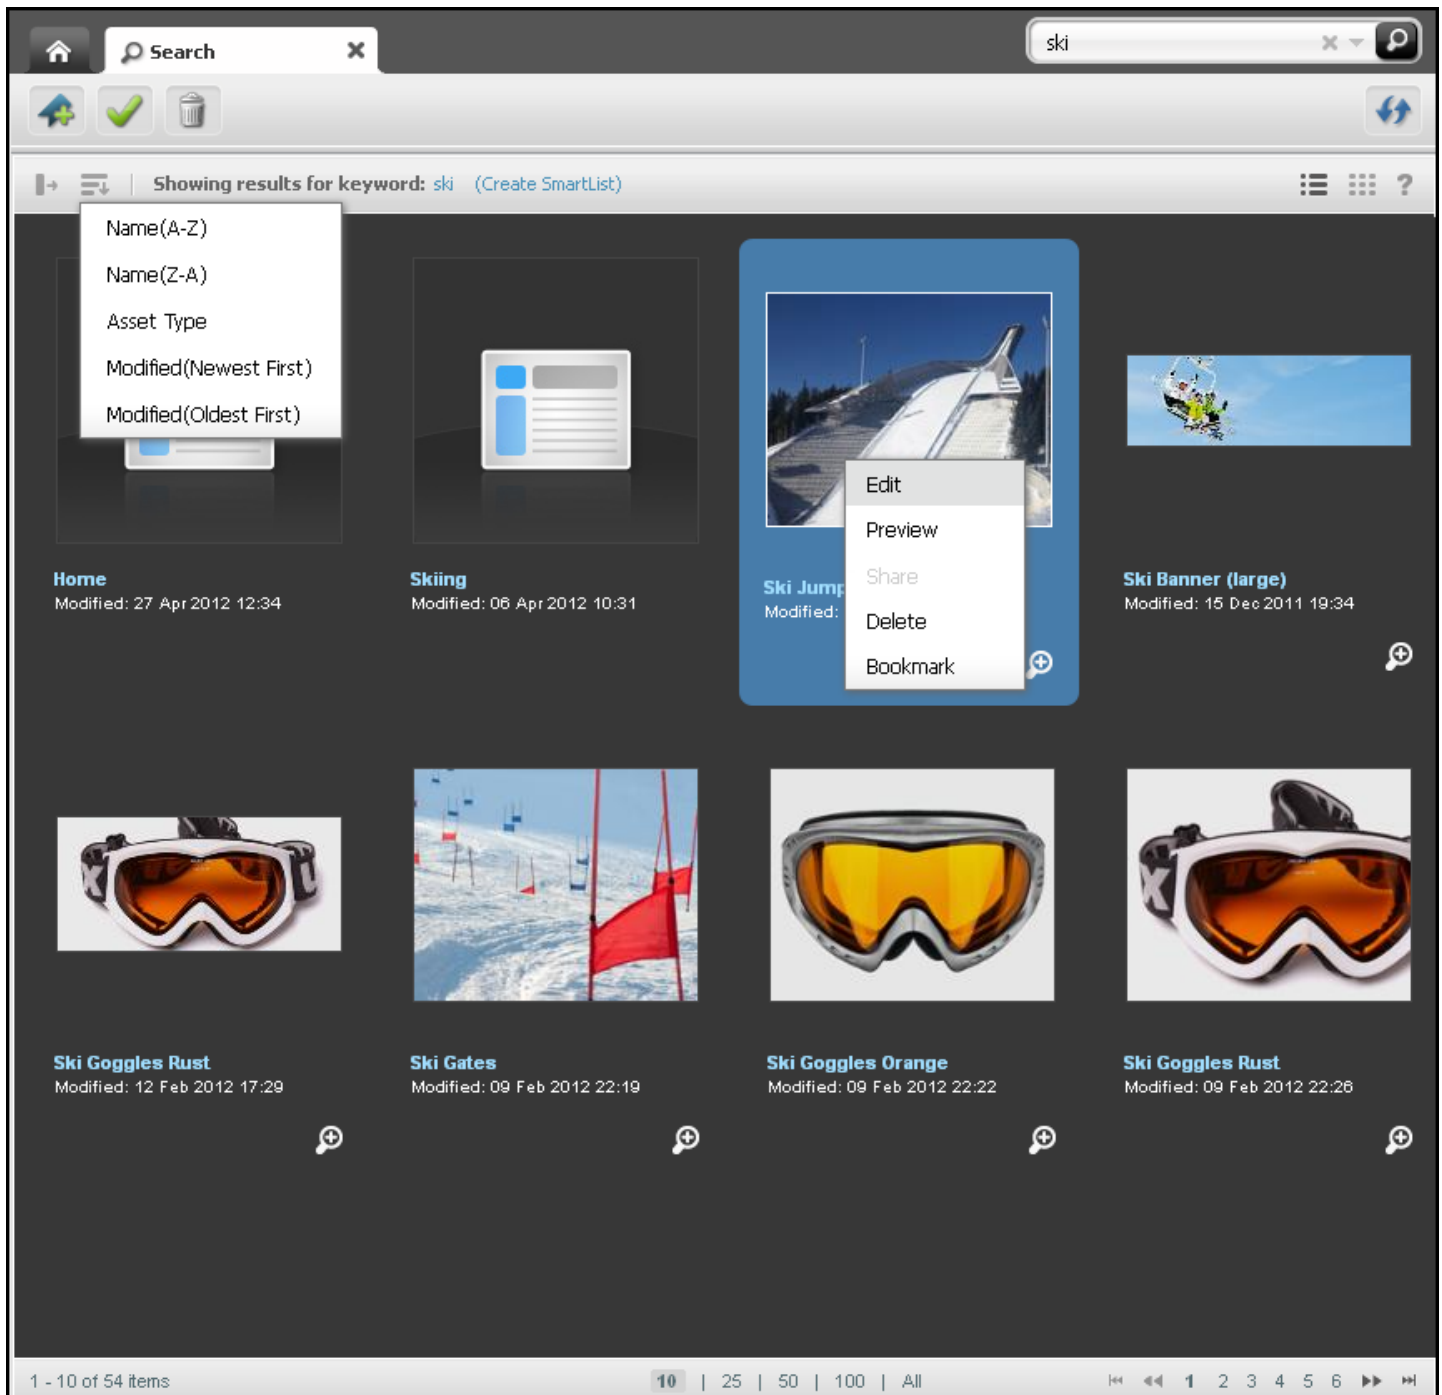 Search
ski
Showing results for keyword: ski (Create SmartList)
Name(A-Z)
Name(Z-A)
Asset Type
Modified(Newest First)
Modified(Oldest First)
Home
Modified: 27 Apr 2012 12:34
Skiing
Modified: 06 Apr 2012 10:31
Ski Jump
Modified:
Edit
Preview
Share
Delete
Bookmark
Ski Banner (large)
Modified: 15 Dec 2011 19:34
Ski Goggles Rust
Modified: 12 Feb 2012 17:29
Ski Gates
Modified: 09 Feb 2012 22:19
Ski Goggles Orange
Modified: 09 Feb 2012 22:22
Ski Goggles Rust
Modified: 09 Feb 2012 22:26
1 - 10 of 54 items
10 | 25 | 50 | 100 | All
1 2 3 4 5 6